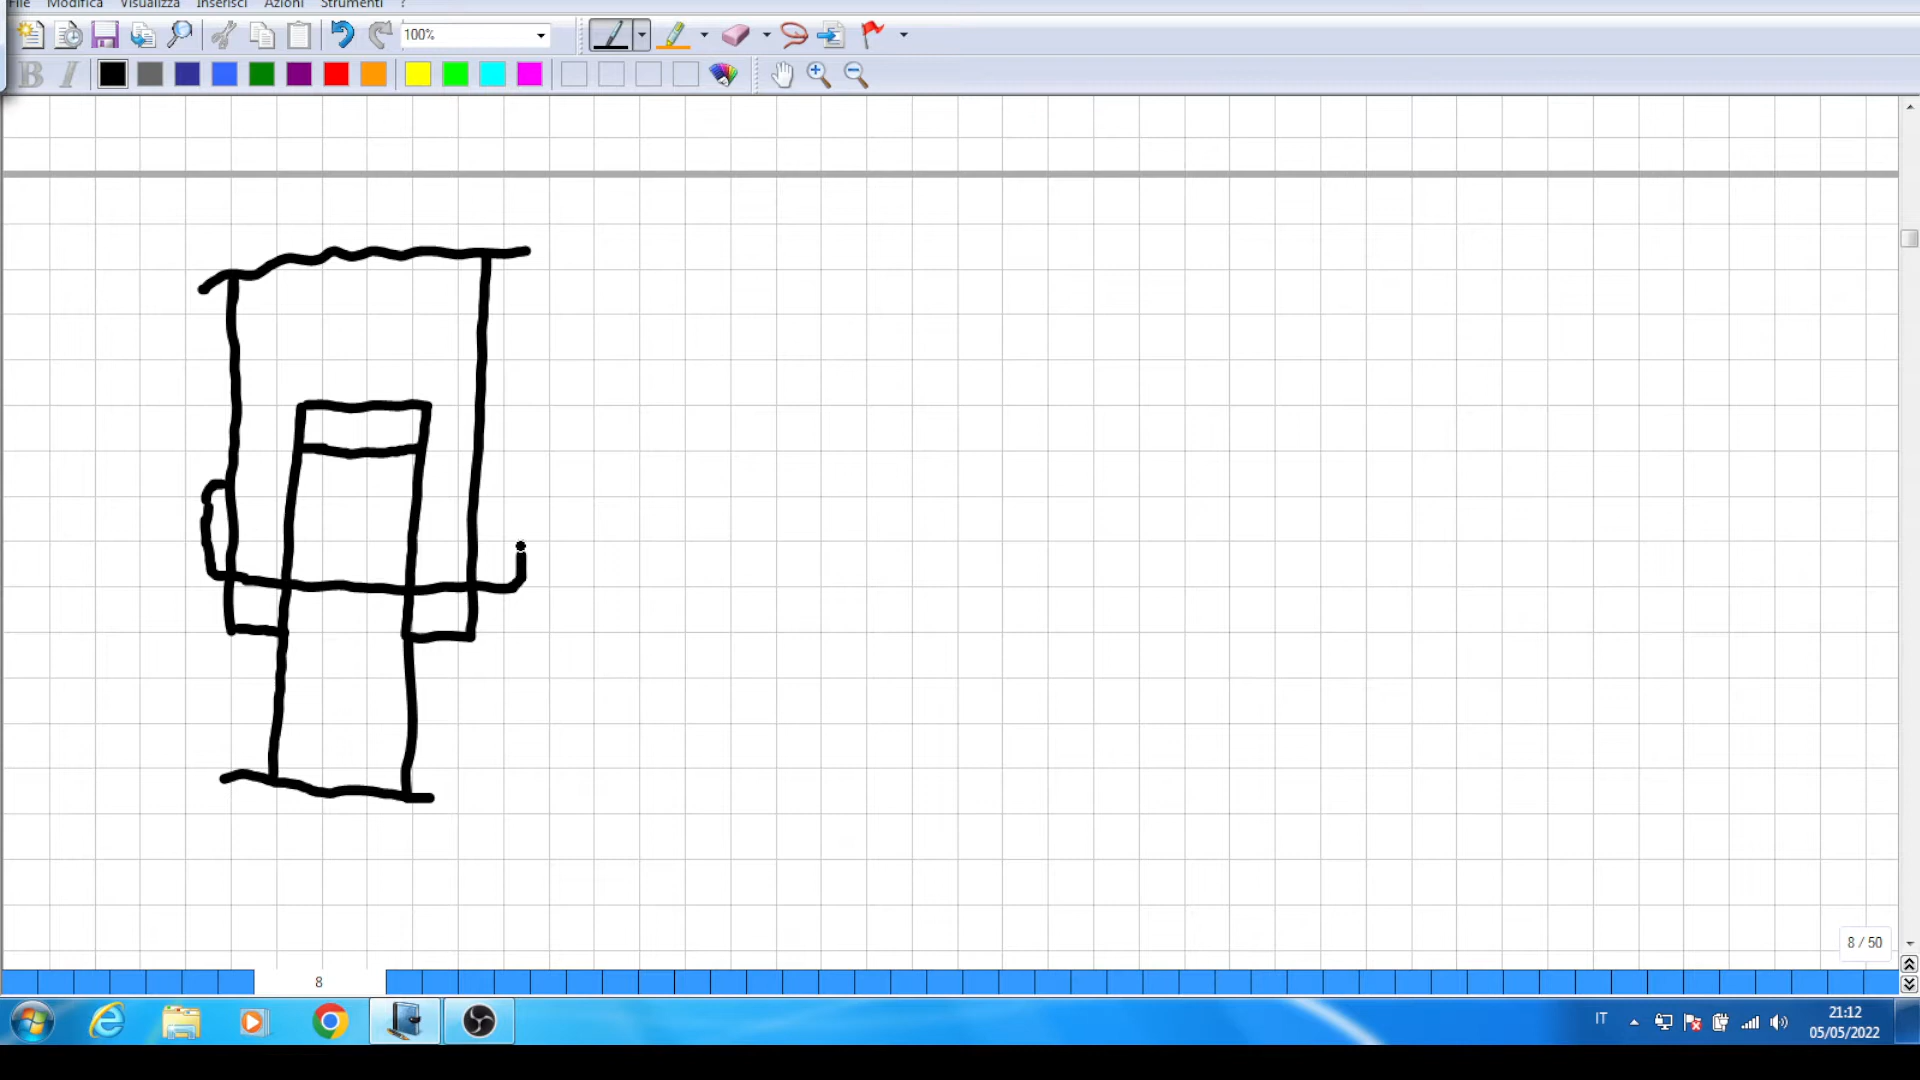 File Modifica Visualizza Inserisci Azioni Strumenti ?
100%
B I
8 / 50
8
IT
21:12
05/05/2022